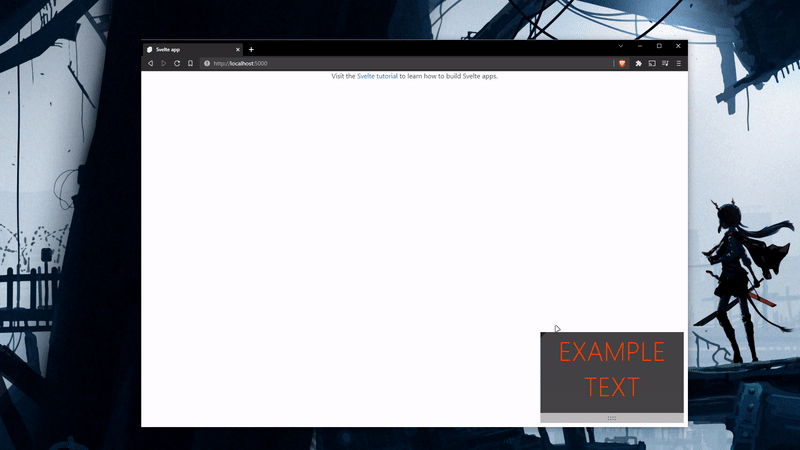 Svelte app
http://localhost:5000
Visit the Svelte tutorial to learn how to build Svelte apps.
EXAMPLE
TEXT